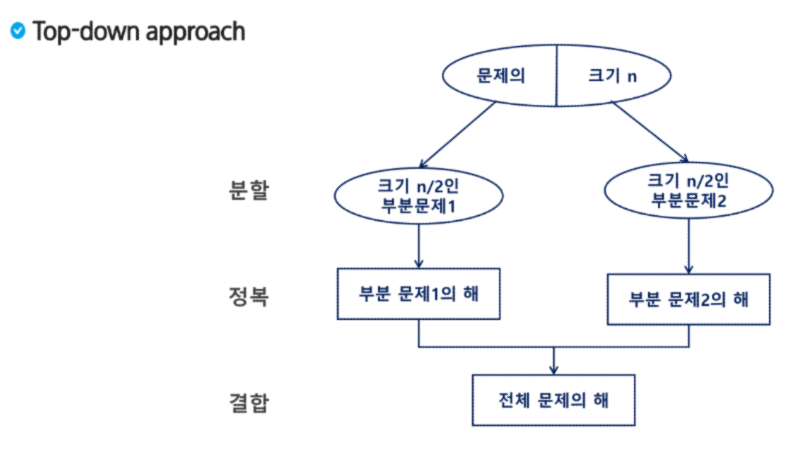 Top-down approach
문제의 크기 n
분할
크기 n/2인
부분문제1
크기 n/2인
부분문제2
정복
부분 문제1의 해
부분 문제2의 해
결합
전체 문제의 해